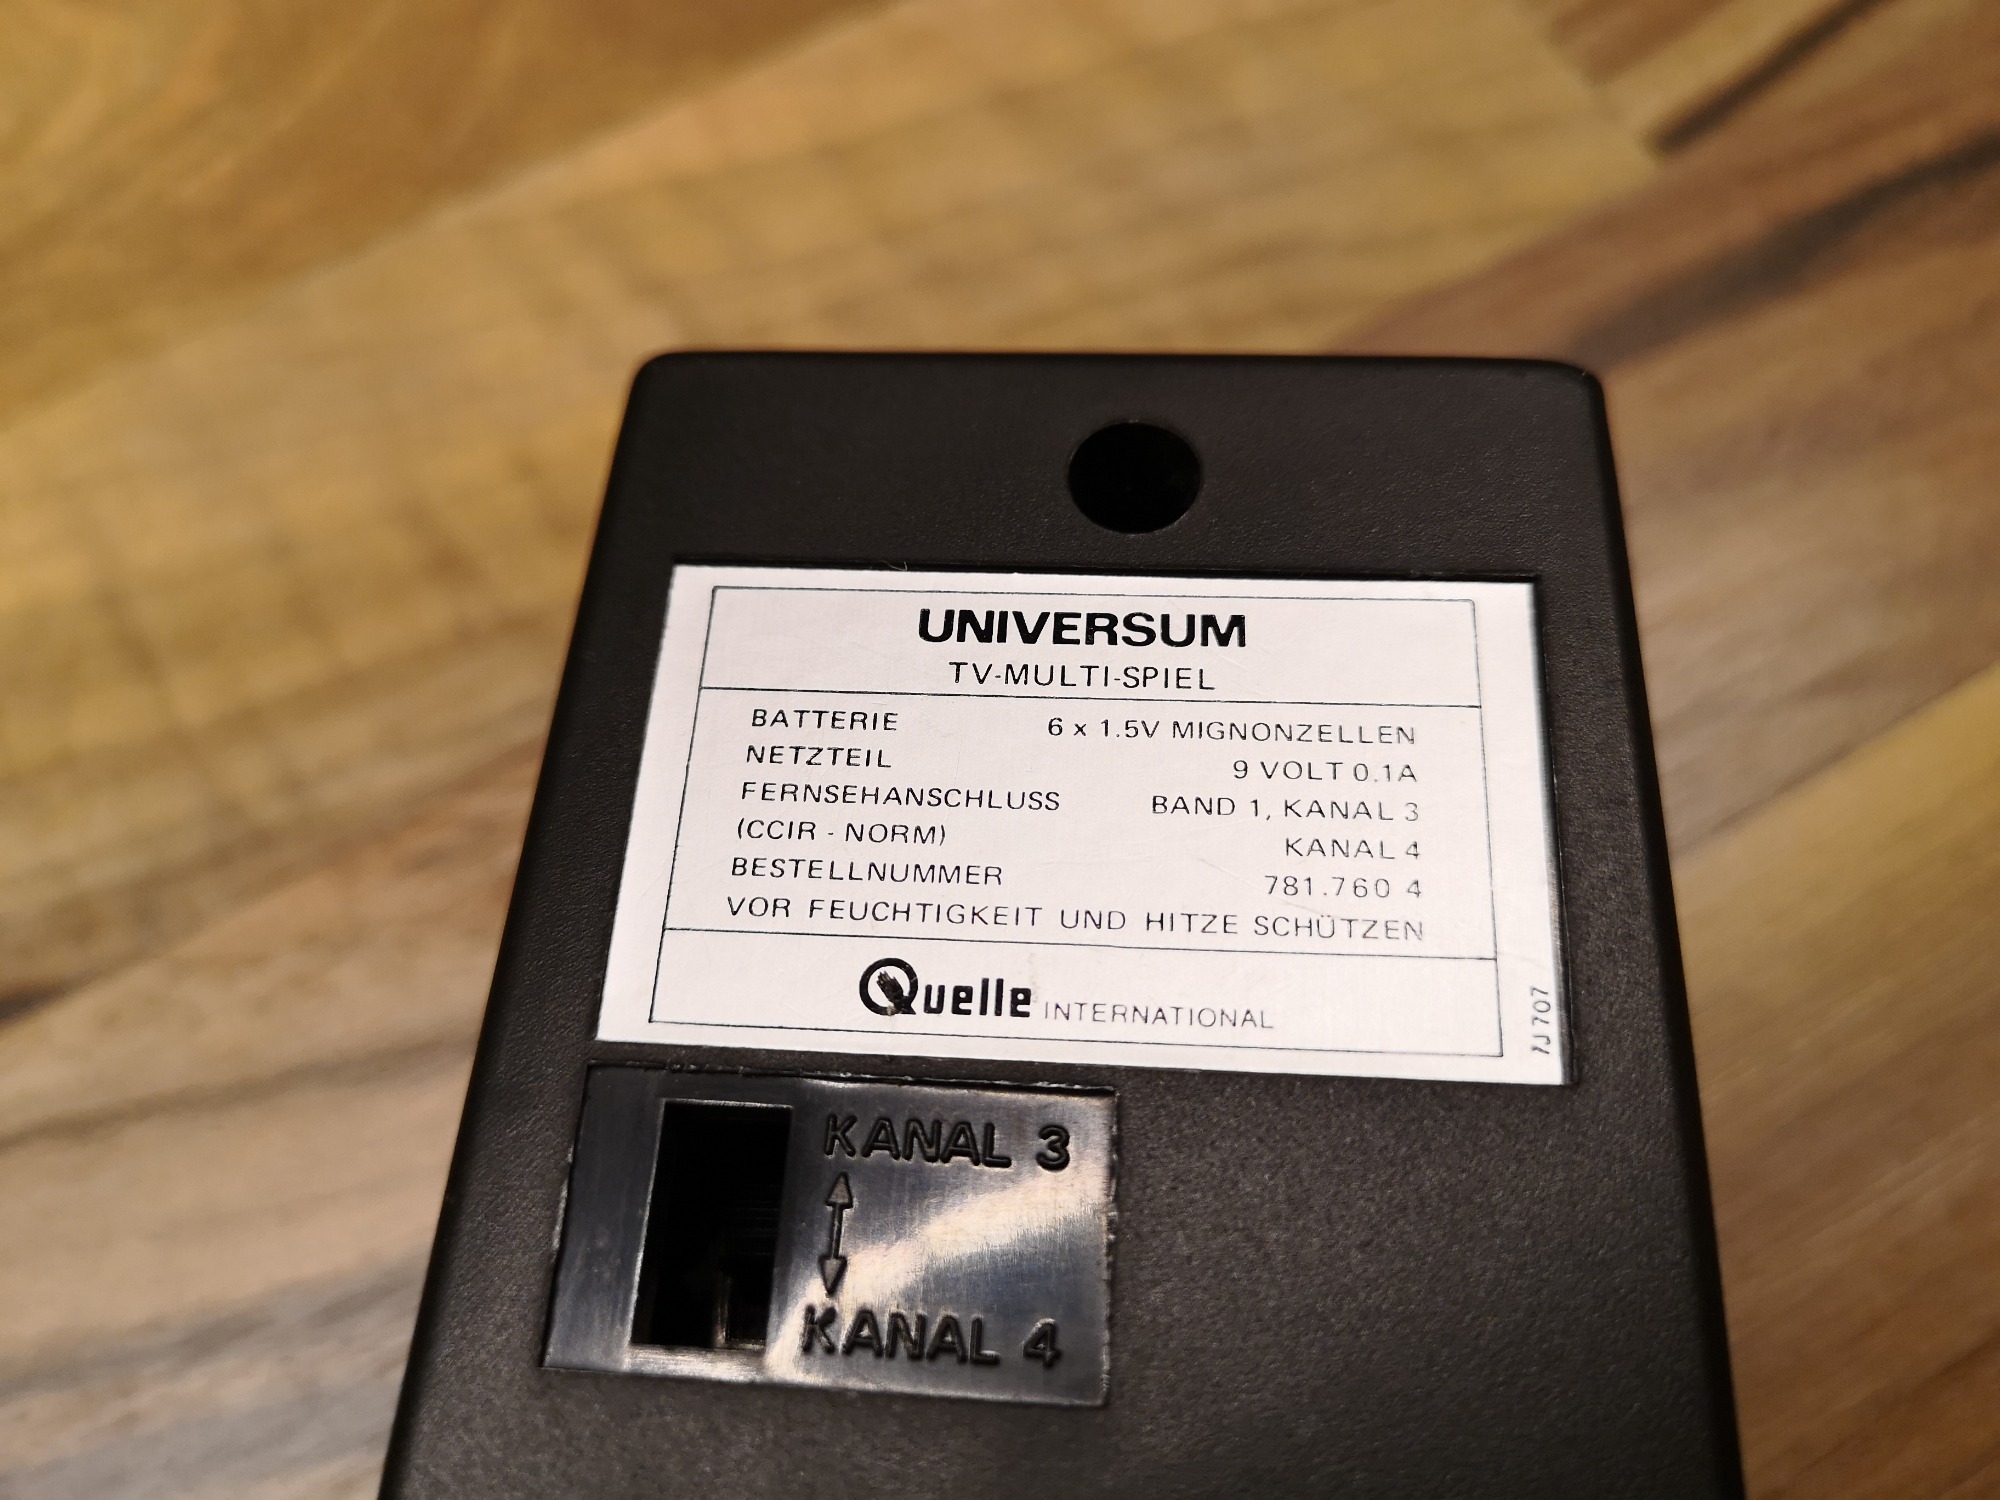 UNIVERSUM
TV-MULTI-SPIEL
BATTERIE 6 x 1.5V MIGNONZELLEN
NETZTEIL 9 VOLT 0.1A
FERNSEHANSCHLUSS BAND 1, KANAL 3
(CCIR - NORM) KANAL 4
BESTELLNUMMER 781.760 4
VOR FEUCHTIGKEIT UND HITZE SCHÜTZEN
Quelle INTERNATIONAL
7J707
KANAL 3
KANAL 4